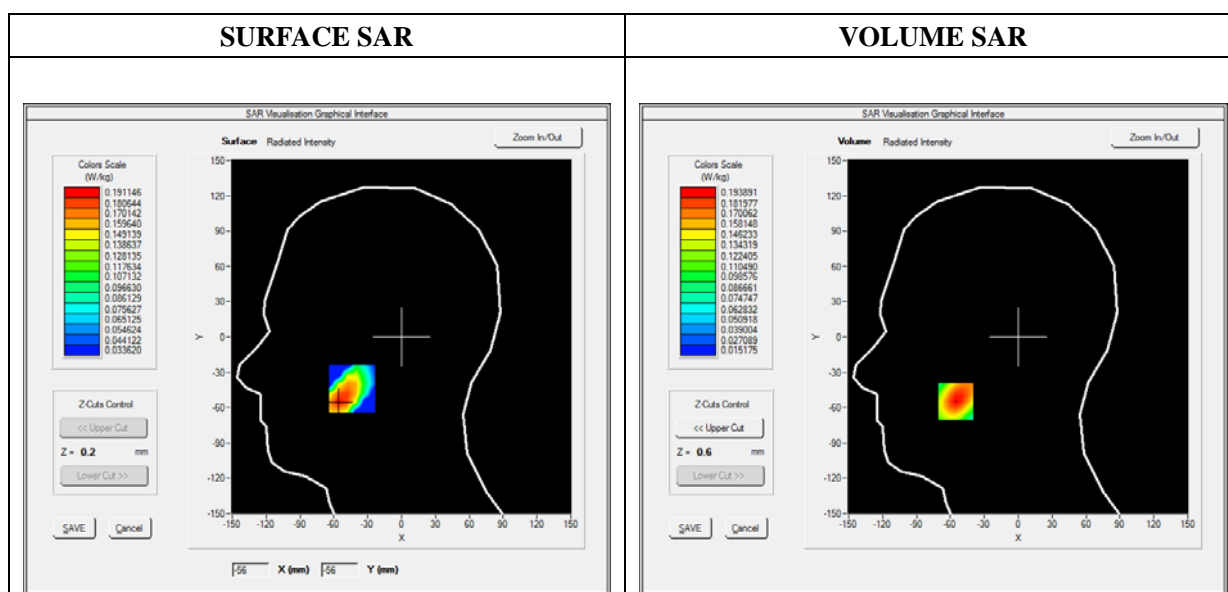 SURFACE SAR
VOLUME SAR
SAR Visualisation Graphical Interface
Surface Radiated Intensity
Zoom In/Out
Colors Scale
(W/kg)
0.191146
0.180644
0.170142
0.159640
0.149139
0.138637
0.128135
0.117634
0.107132
0.096630
0.086129
0.075627
0.065125
0.054624
0.044122
0.033620
Z-Cuts Control
<< Upper Cut
Z = 0.2 mm
Lower Cut >>
SAVE Cancel
150
120
90
60
30
0
-30
-60
-90
-120
-150
Y
-150 -120 -90 -60 -30 0 30 60 90 120 150
X
-56 X (mm) -56 Y (mm)
SAR Visualisation Graphical Interface
Volume Radiated Intensity
Zoom In/Out
Colors Scale
(W/kg)
0.193891
0.181977
0.170062
0.158148
0.146233
0.134319
0.122405
0.110490
0.098576
0.086661
0.074747
0.062832
0.050918
0.039004
0.027089
0.015175
Z-Cuts Control
<< Upper Cut
Z = 0.6 mm
Lower Cut >>
SAVE Cancel
150
120
90
60
30
0
-30
-60
-90
-120
-150
Y
-150 -120 -90 -60 -30 0 30 60 90 120 150
X